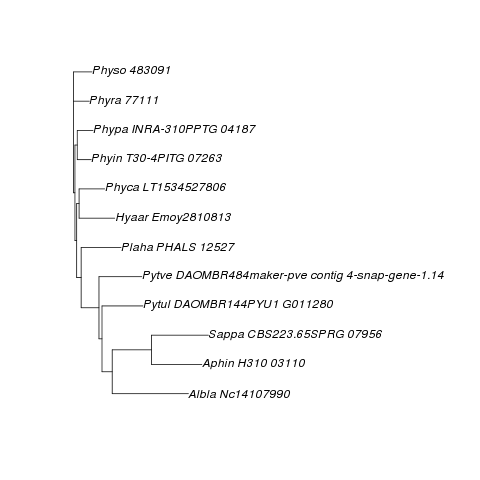 Physo 483091
Phyra 77111
Phypa INRA-310PPTG 04187
Phyin T30-4PITG 07263
Phyca LT1534527806
Hyaar Emoy2810813
Plaha PHALS 12527
Pytve DAOMBR484maker-pve contig 4-snap-gene-1.14
Pytul DAOMBR144PYU1 G011280
Sappa CBS223.65SPRG 07956
Aphin H310 03110
Albla Nc14107990